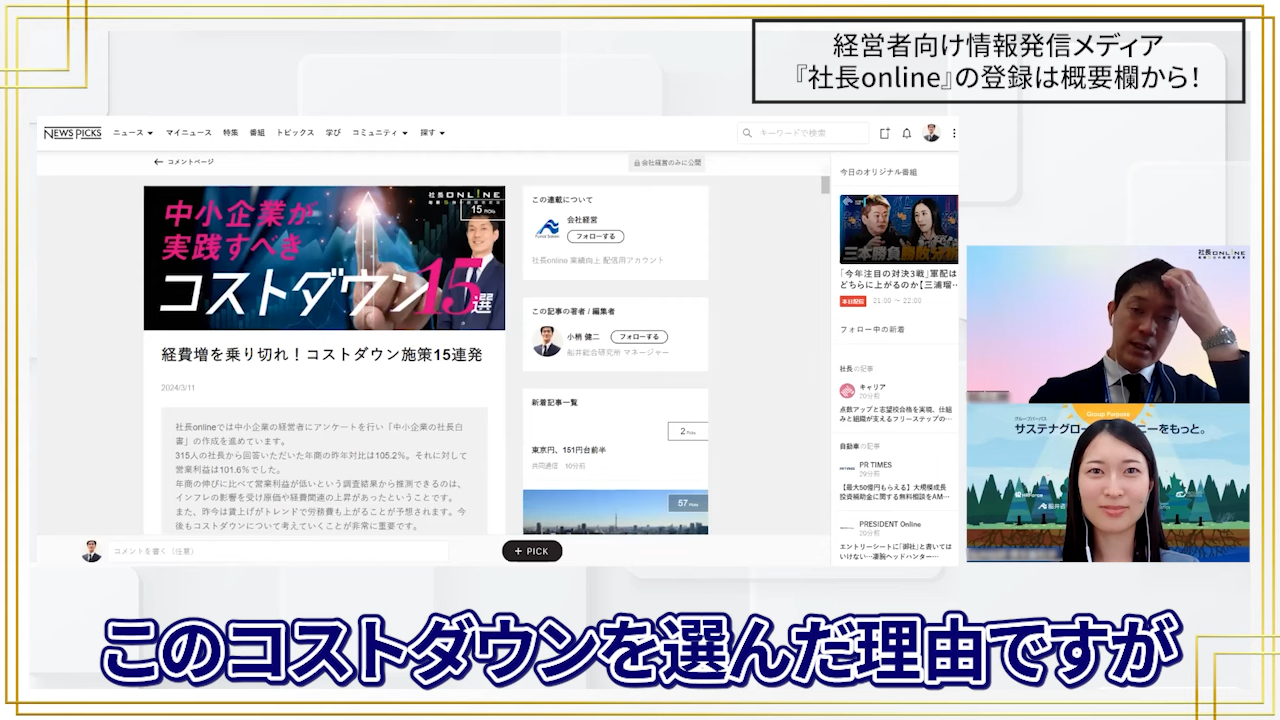 経営者向け情報発信メディア
『社長online』の登録は概要欄から!
NEWS PICKS
ニュース マイニュース 特集 番組 トピックス 学び コミュニティ 探す
キーワードで検索
コメントページ
会社経営のみに公開
社長ONL!NE
15 Picks
中小企業が
実践すべき
コストダウン15選
経費増を乗り切れ！コストダウン施策15連発
2024/3/11
社長onlineでは中小企業の経営者にアンケートを行い「中小企業の社長白
書」の作成を進めています。
315人の社長から回答いただいた年商の昨年対比は105.2%。それに対して
営業利益は101.6%でした。
年商の伸びに比べて営業利益が低いという調査結果から推測できるのは、
インフレの影響を受け原価や経費関連の上昇があったということです。
また、昨今は賃上げがトレンドで労務費も上がることが予想されます。今
後もコストダウンについて考えていくことが非常に重要です。
コメントを書く（任意）
+ PICK
この連載について
会社経営
フォローする
社長online 業績向上 配信用アカウント
この記事の著者 / 編集者
小梢 健二
フォローする
船井総合研究所 マネージャー
新着記事一覧
2 Picks
東京円、151円台前半
共同通信 10分前
57 Picks
今日のオリジナル番組
三本勝負
「今年注目の対決3戦」軍配は
どちらに上がるのか【三浦瑠…
本日配信 21:00 ～ 22:00
フォロー中の新着
社長の記事
キャリア
20分前
点数アップと志望校合格を実現、仕組
みと組織が支えるフリーステップの…
自動車の記事
PR TIMES
29分前
【最大50億円もらえる】大規模成長
投資補助金に関する無料相談をAM…
PRESIDENT Online
20分前
エントリーシートに「御社」と書いては
いけない…凄腕ヘッドハンター…
社長ONL!NE
グループパーパス
Group Purpose
サステナグロー
ニーをもっと。
このコストダウンを選んだ理由ですが